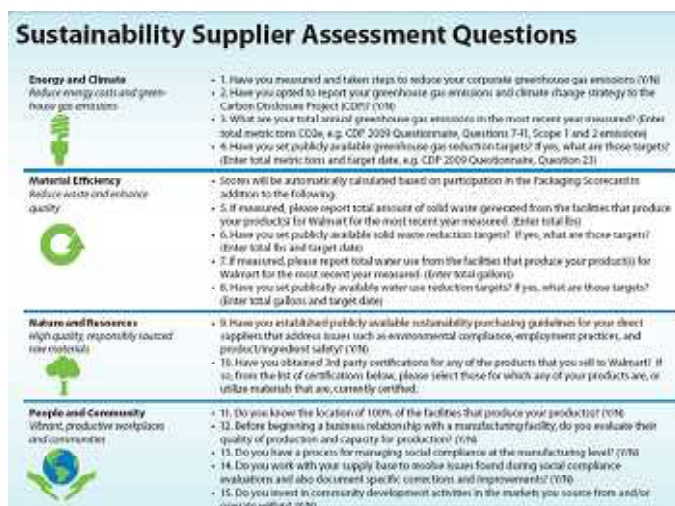 Sustainability Supplier Assessment Questions
Energy and Climate
Reduce energy costs and green-
house gas emissions
• 1. Have you measured and taken steps to reduce your corporate greenhouse gas emissions (Y/N)
• 2. Have you opted to report your greenhouse gas emissions and climate change strategy to the
Carbon Disclosure Project (CDP)? (Y/N)
• 3. What are your total annual greenhouse gas emissions in the most recent year measured? (Enter
total metric tons CO2e, e.g. CDP 2009 Questionnaire, Questions 7-11, Scope 1 and 2 emissions)
• 4. Have you set publicly available greenhouse gas reduction targets? If yes, what are those targets?
(Enter total metric tons and target date, e.g. CDP 2009 Questionnaire, Question 23)
Material Efficiency
Reduce waste and enhance
quality
• Scores will be automatically calculated based on participation in the Packaging Scorecard in
addition to the following:
• 5. If measured, please report total amount of solid waste generated from the facilities that produce
your product(s) for Walmart for the most recent year measured. (Enter total lbs)
• 6. Have you set publicly available solid waste reduction targets? If yes, what are those targets?
(Enter total lbs and target date)
• 7. If measured, please report total water use from the facilities that produce your product(s) for
Walmart for the most recent year measured. (Enter total gallons)
• 8. Have you set publically available water use reduction targets? If yes, what are those targets?
(Enter total gallons and target date)
Nature and Resources
High quality, responsibly sourced
raw materials
• 9. Have you established publicly available sustainability purchasing guidelines for your direct
suppliers that address issues such as environmental compliance, employment practices, and
product/ingredient safety? (Y/N)
• 10. Have you obtained 3rd party certifications for any of the products that you sell to Walmart? If
so, from the list of certifications below, please select those for which any of your products are, or
utilize materials that are, currently certified.
People and Community
Vibrant, productive workplaces
and communities
• 11. Do you know the location of 100% of the facilities that produce your product(s)? (Y/N)
• 12. Before beginning a business relationship with a manufacturing facility, do you evaluate their
quality of production and capacity for production? (Y/N)
• 13. Do you have a process for managing social compliance at the manufacturing level? (Y/N)
• 14. Do you work with your supply base to resolve issues found during social compliance
evaluations and also document specific corrections and improvements? (Y/N)
• 15. Do you invest in community development activities in the markets you source from and/or